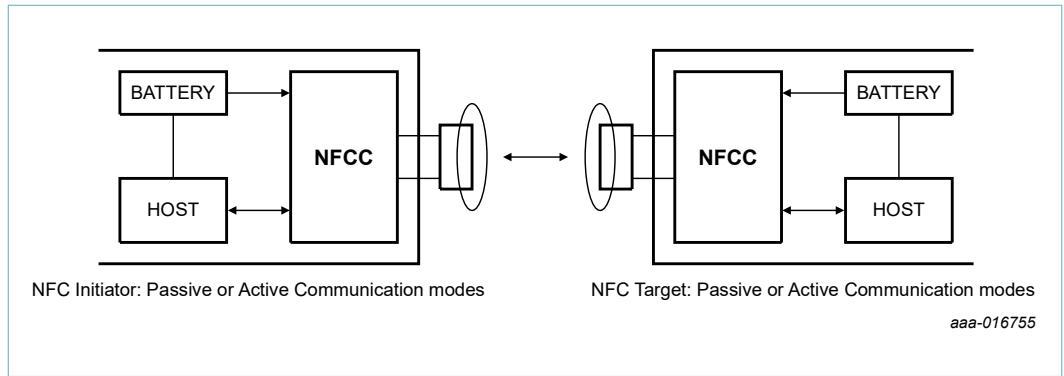 BATTERY
NFCC
HOST
BATTERY
NFCC
HOST
NFC Initiator: Passive or Active Communication modes
NFC Target: Passive or Active Communication modes
aaa-016755